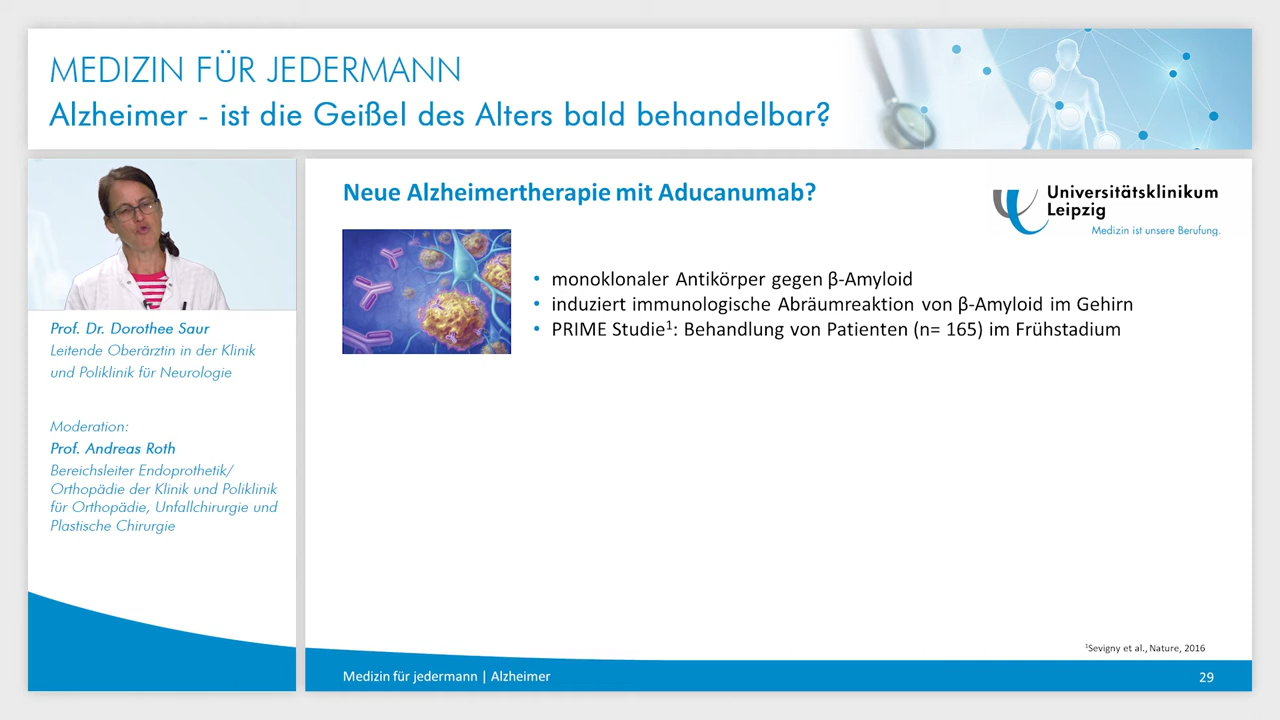 MEDIZIN FÜR JEDERMANN
Alzheimer - ist die Geißel des Alters bald behandelbar?
Prof. Dr. Dorothee Saur
Leitende Oberärztin in der Klinik
und Poliklinik für Neurologie
Moderation:
Prof. Andreas Roth
Bereichsleiter Endoprothetik/
Orthopädie der Klinik und Poliklinik
für Orthopädie, Unfallchirurgie und
Plastische Chirurgie
Neue Alzheimertherapie mit Aducanumab?
Universitätsklinikum
Leipzig
Medizin ist unsere Berufung.
• monoklonaler Antikörper gegen β-Amyloid
• induziert immunologische Abräumreaktion von β-Amyloid im Gehirn
• PRIME Studie¹: Behandlung von Patienten (n= 165) im Frühstadium
¹Sevigny et al., Nature, 2016
Medizin für jedermann | Alzheimer
29